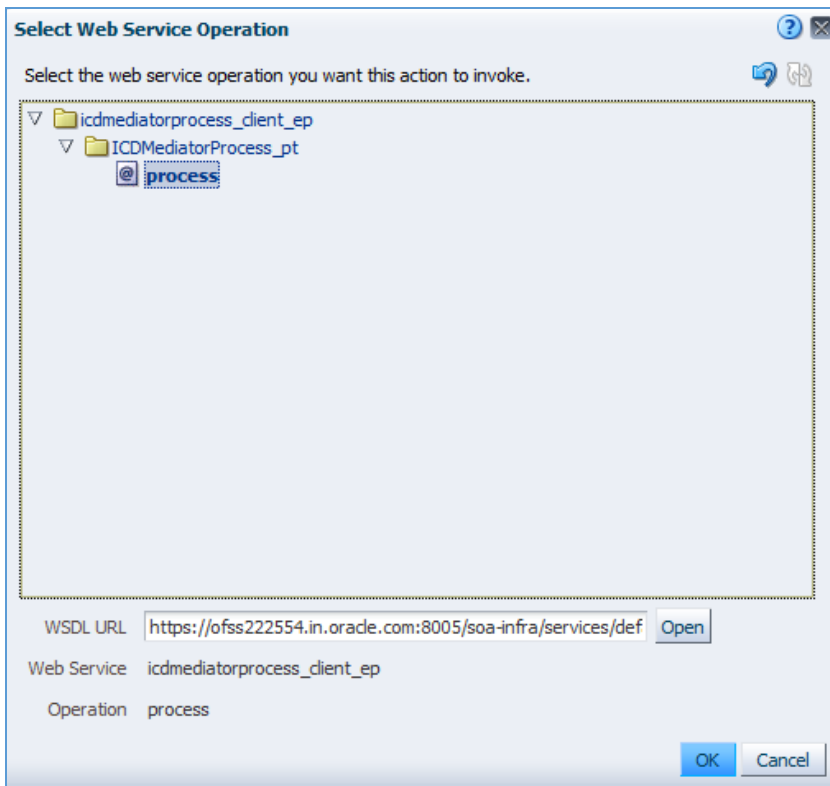 Select Web Service Operation
Select the web service operation you want this action to invoke.
icdmediatorprocess_client_ep
ICDMediatorProcess_pt
process
WSDL URL https://ofss222554.in.oracle.com:8005/soa-infra/services/def Open
Web Service icdmediatorprocess_client_ep
Operation process
OK Cancel